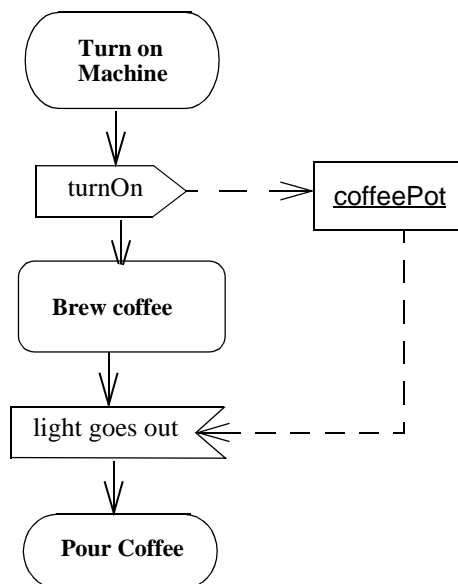 Turn on
Machine
turnOn
coffeePot
Brew coffee
light goes out
Pour Coffee